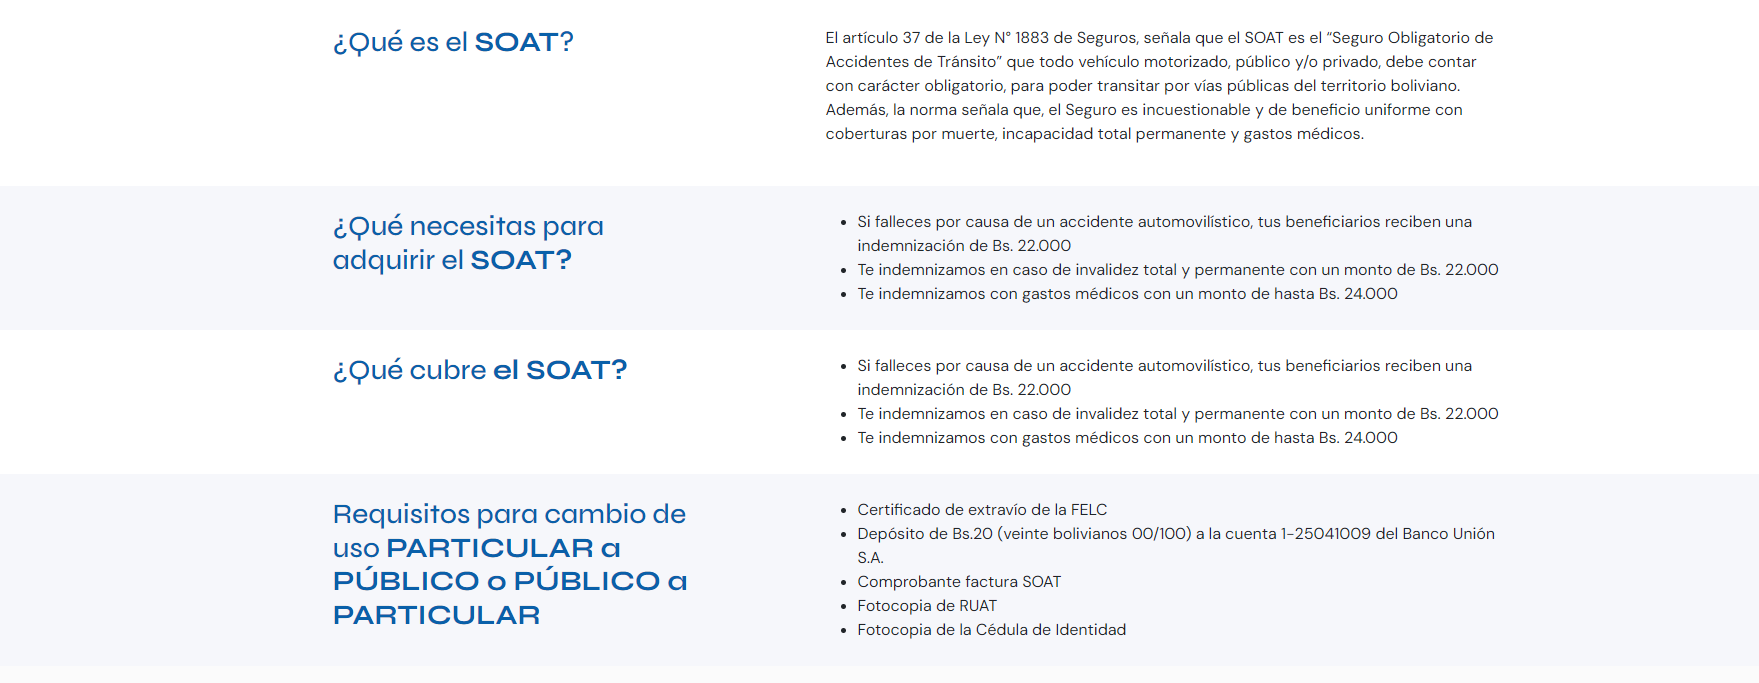 ¿Qué es el SOAT?
El artículo 37 de la Ley N° 1883 de Seguros, señala que el SOAT es el “Seguro Obligatorio de
Accidentes de Tránsito” que todo vehículo motorizado, público y/o privado, debe contar
con carácter obligatorio, para poder transitar por vías públicas del territorio boliviano.
Además, la norma señala que, el Seguro es incuestionable y de beneficio uniforme con
coberturas por muerte, incapacidad total permanente y gastos médicos.
¿Qué necesitas para
adquirir el SOAT?
• Si falleces por causa de un accidente automovilístico, tus beneficiarios reciben una
indemnización de Bs. 22.000
• Te indemnizamos en caso de invalidez total y permanente con un monto de Bs. 22.000
• Te indemnizamos con gastos médicos con un monto de hasta Bs. 24.000
¿Qué cubre el SOAT?
• Si falleces por causa de un accidente automovilístico, tus beneficiarios reciben una
indemnización de Bs. 22.000
• Te indemnizamos en caso de invalidez total y permanente con un monto de Bs. 22.000
• Te indemnizamos con gastos médicos con un monto de hasta Bs. 24.000
Requisitos para cambio de
uso PARTICULAR a
PÚBLICO o PÚBLICO a
PARTICULAR
• Certificado de extravío de la FELC
• Depósito de Bs.20 (veinte bolivianos 00/100) a la cuenta 1-25041009 del Banco Unión
S.A.
• Comprobante factura SOAT
• Fotocopia de RUAT
• Fotocopia de la Cédula de Identidad